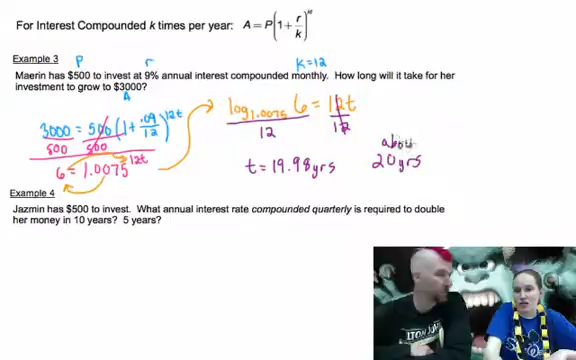 For Interest Compounded k times per year: A = P(1 + r/k)^kt
Example 3
P r k=12
Maerin has $500 to invest at 9% annual interest compounded monthly. How long will it take for her
investment to grow to $3000?
A
3000 = 500(1 + .09/12)^12t
500 500
6 = 1.0075^12t
log1.0075 6 = 12t
12 12
t = 19.98yrs
about
20yrs
Example 4
Jazmin has $500 to invest. What annual interest rate compounded quarterly is required to double
her money in 10 years? 5 years?